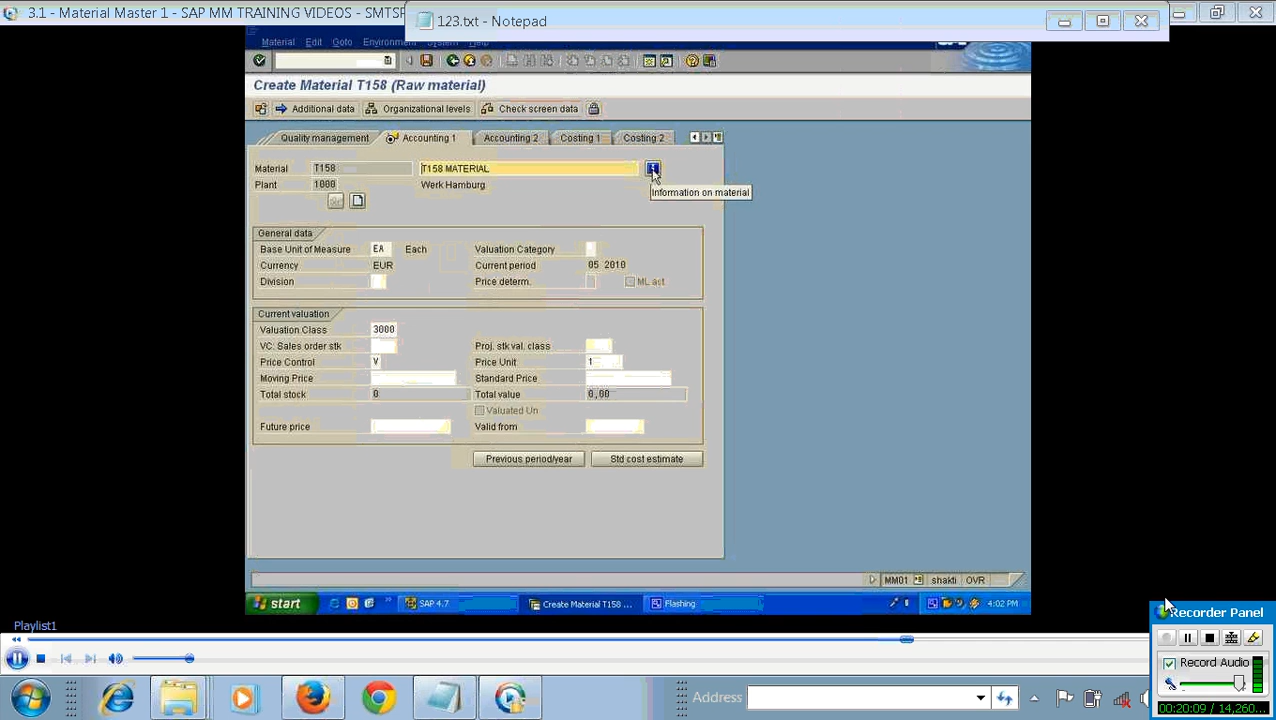 3.1 - Material Master 1 - SAP MM TRAINING VIDEOS - SMTSF
123.txt - Notepad
Material Edit Goto Environment System Help
Create Material T158 (Raw material)
Additional data Organizational levels Check screen data
Quality management Accounting 1 Accounting 2 Costing 1 Costing 2
Material T158 T158 MATERIAL
Plant 1000 Werk Hamburg
Information on material
General data
Base Unit of Measure EA Each Valuation Category
Currency EUR Current period 05 2010
Division Price determ. ML act.
Current valuation
Valuation Class 3000
VC: Sales order stk Proj. stk val. class
Price Control V Price Unit 1
Moving Price Standard Price
Total stock 0 Total value 0,00
Valuated Un
Future price Valid from
Previous period/year Std cost estimate
MM01 shakti OVR
start SAP 4.7 Create Material T158 ... Flashing 4:02 PM
Playlist1
Recorder Panel
Record Audio
00:20:09 / 14,260...
Address